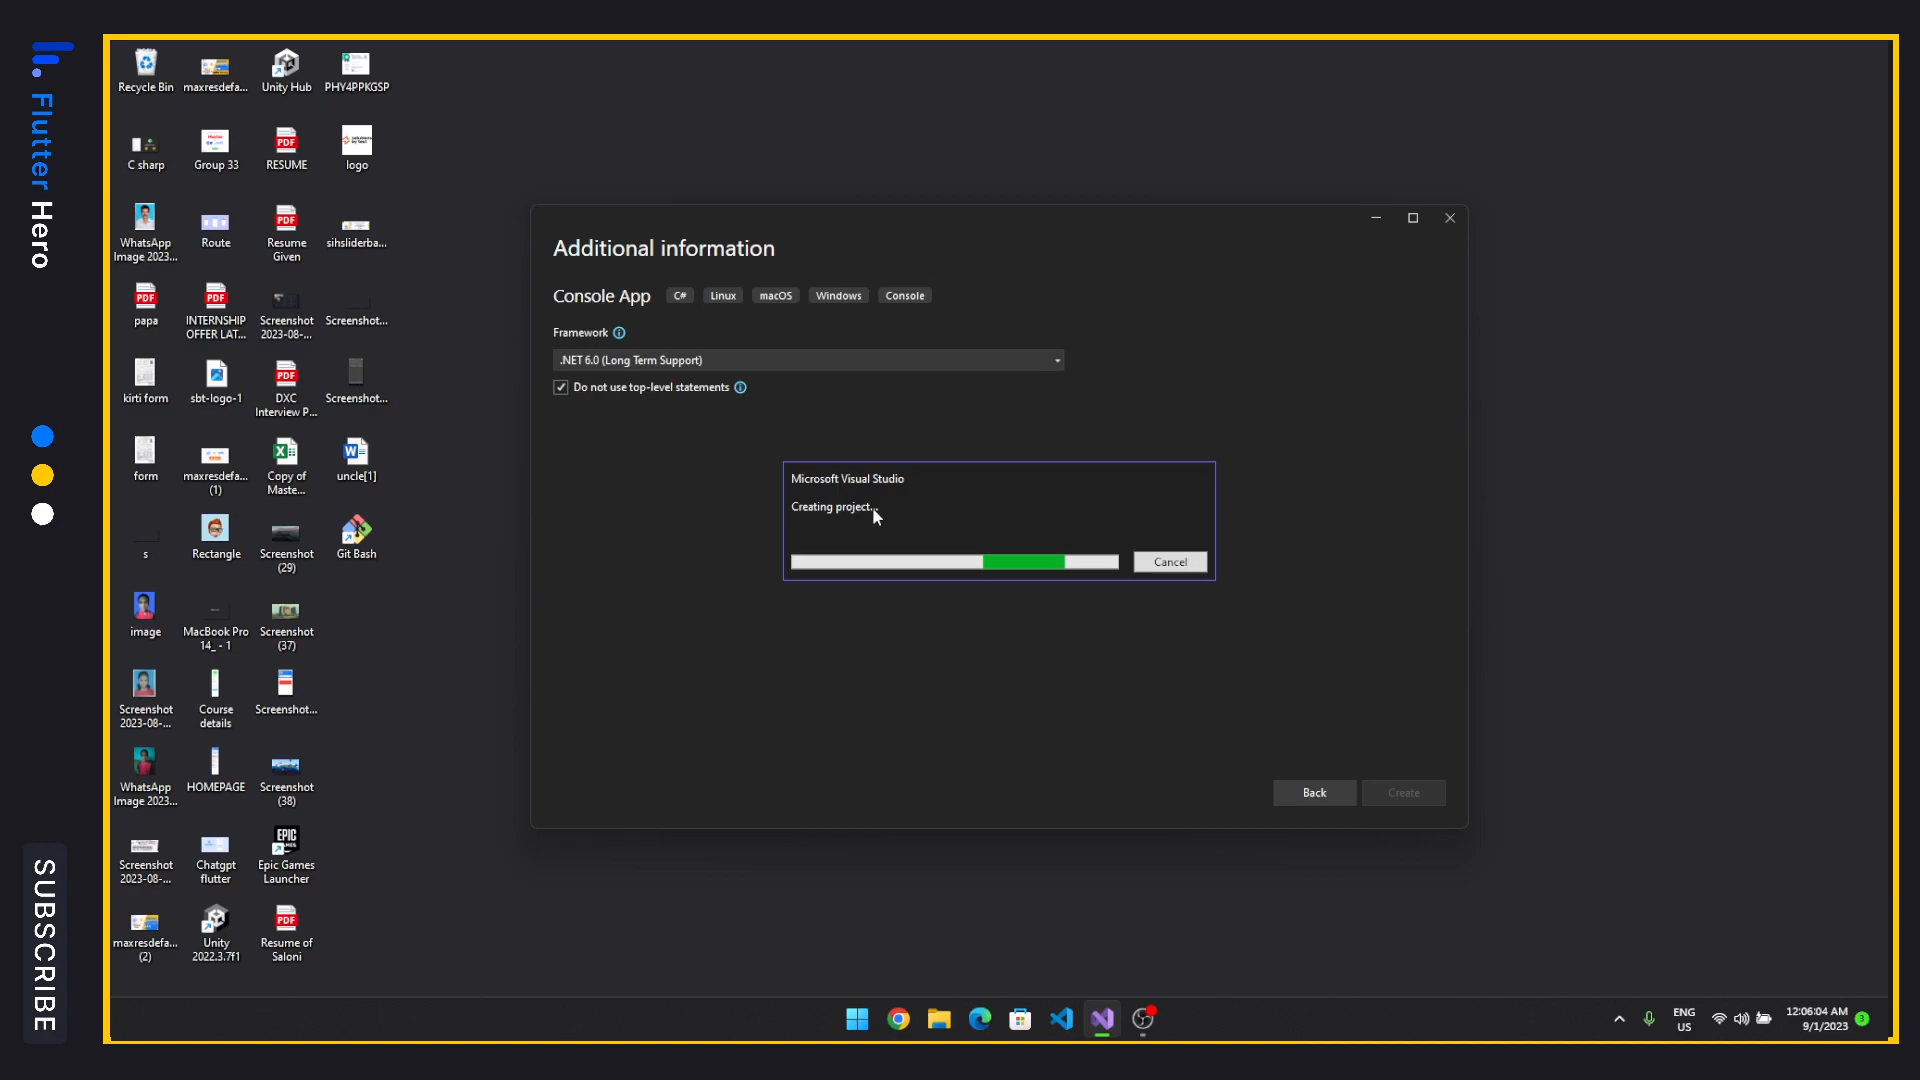 Flutter Hero
SUBSCRIBE
Recycle Bin
maxresdefa...
Unity Hub
PHY4PPKGSP
C sharp
Group 33
RESUME
logo
WhatsApp
Image 2023...
Route
Resume
Given
sihsliderba...
papa
INTERNSHIP
OFFER LAT...
Screenshot
2023-08-...
Screenshot...
kirti form
sbt-logo-1
DXC
Interview P...
Screenshot...
form
maxresdefa...
(1)
Copy of
Maste...
uncle[1]
s
Rectangle
Screenshot
(29)
Git Bash
image
MacBook Pro
14_ - 1
Screenshot
(37)
Screenshot
2023-08-...
Course
details
Screenshot...
WhatsApp
Image 2023...
HOMEPAGE
Screenshot
(38)
Screenshot
2023-08-...
Chatgpt
flutter
EPIC
Epic Games
Launcher
maxresdefa...
(2)
Unity
2022.3.7f1
Resume of
Saloni
Additional information
Console App C# Linux macOS Windows Console
Framework
.NET 6.0 (Long Term Support)
Do not use top-level statements
Microsoft Visual Studio
Creating project...
Cancel
Back
Create
ENG
US
12:06:04 AM
9/1/2023
3